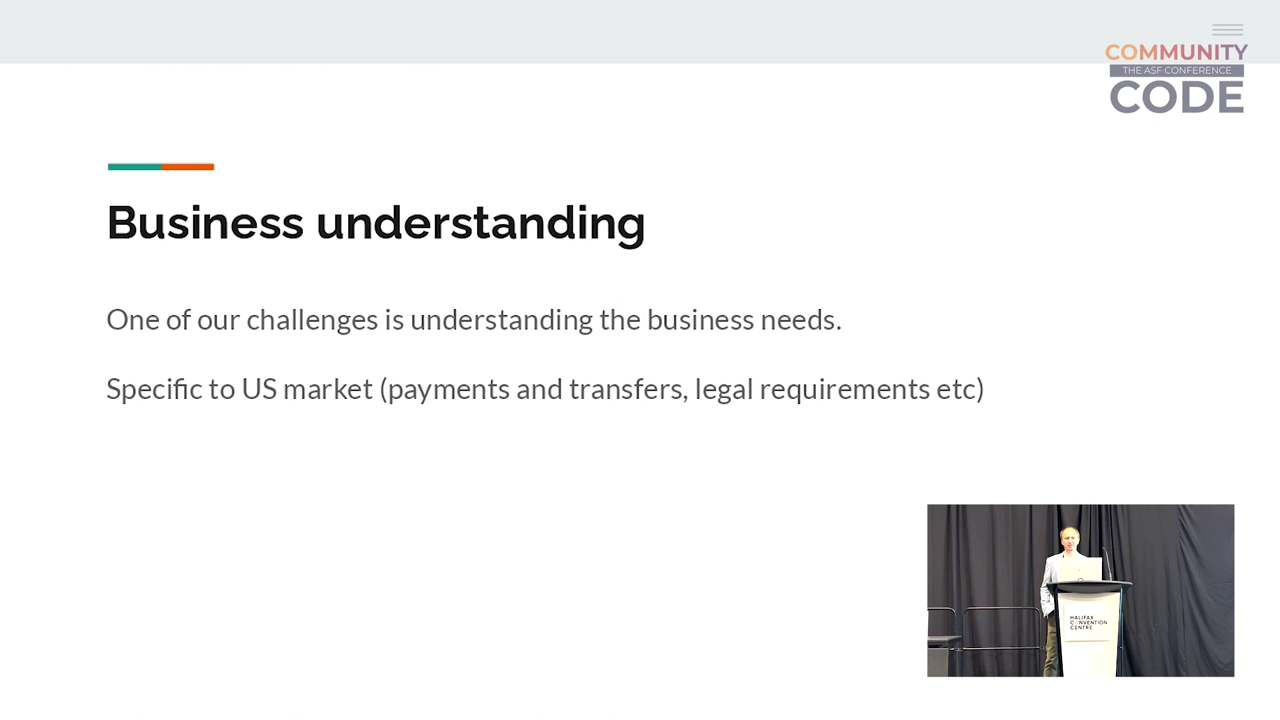 COMMUNITY
THE ASF CONFERENCE
CODE
Business understanding
One of our challenges is understanding the business needs.
Specific to US market (payments and transfers, legal requirements etc)
HALIFAX
CONVENTION
CENTRE